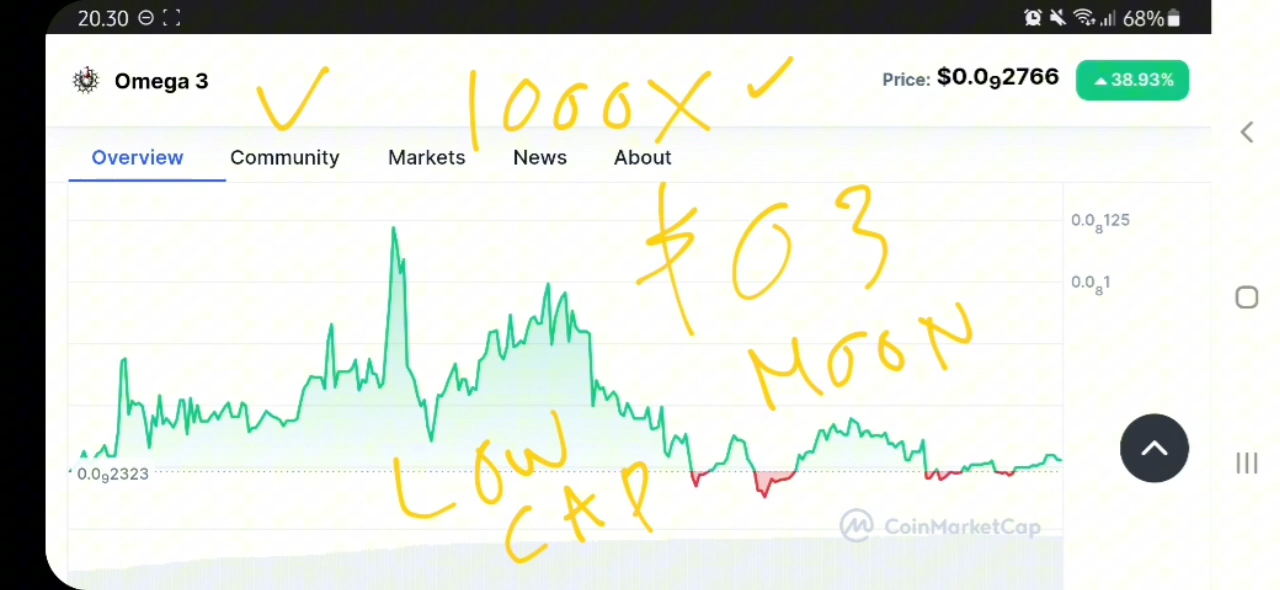 20.30 68%
Omega 3 Price: $0.0₉2766 38.93%
1000X
Overview Community Markets News About
$03
MOON
0.0₈125
0.0₈1
LOW
CAP
0.0₉2323
CoinMarketCap